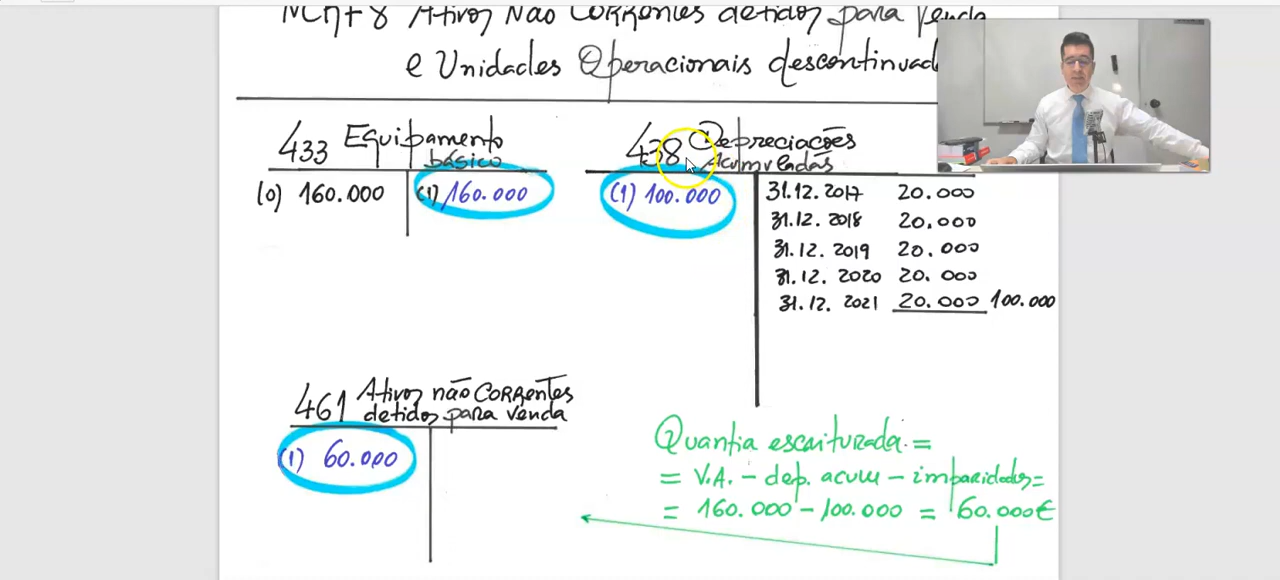 8 Ativos Não Correntes detidos para Venda
e Unidades Operacionais descontinuad
433 Equipamento
básico
(0) 160.000 (1) 160.000
438 Depreciações
Acumuladas
(1) 100.000 31.12.2017 20.000
31.12.2018 20.000
31.12.2019 20.000
31.12.2020 20.000
31.12.2021 20.000 100.000
461 Ativos não CORRentes
detidos para venda
(1) 60.000
Quantia escriturada =
= V.A. - dep. acum - imparidades =
= 160.000 - 100.000 = 60.000€